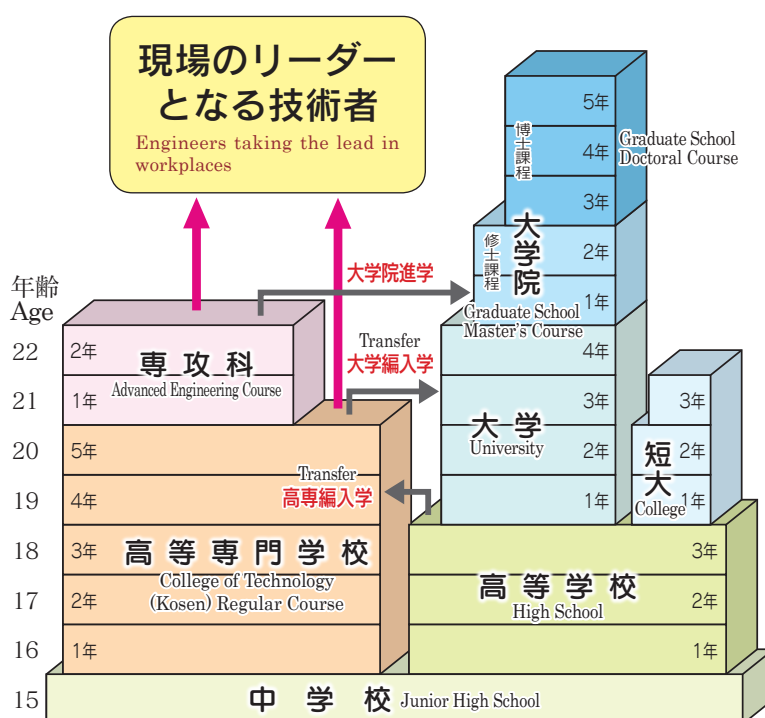 現場のリーダー
となる技術者
Engineers taking the lead in
workplaces
5年
博士課程
4年
Graduate School
Doctoral Course
3年
大学院
修士課程
2年
1年
Graduate School
Master's Course
大学院進学
年齢
Age
22
2年
専攻科
Advanced Engineering Course
21
1年
Transfer
大学編入学
4年
3年
大学
University
2年
1年
3年
短大
2年
1年
College
20
5年
19
4年
Transfer
高専編入学
18
3年
高等専門学校
College of Technology
(Kosen) Regular Course
17
2年
16
1年
3年
高等学校
High School
2年
1年
15
中学校 Junior High School